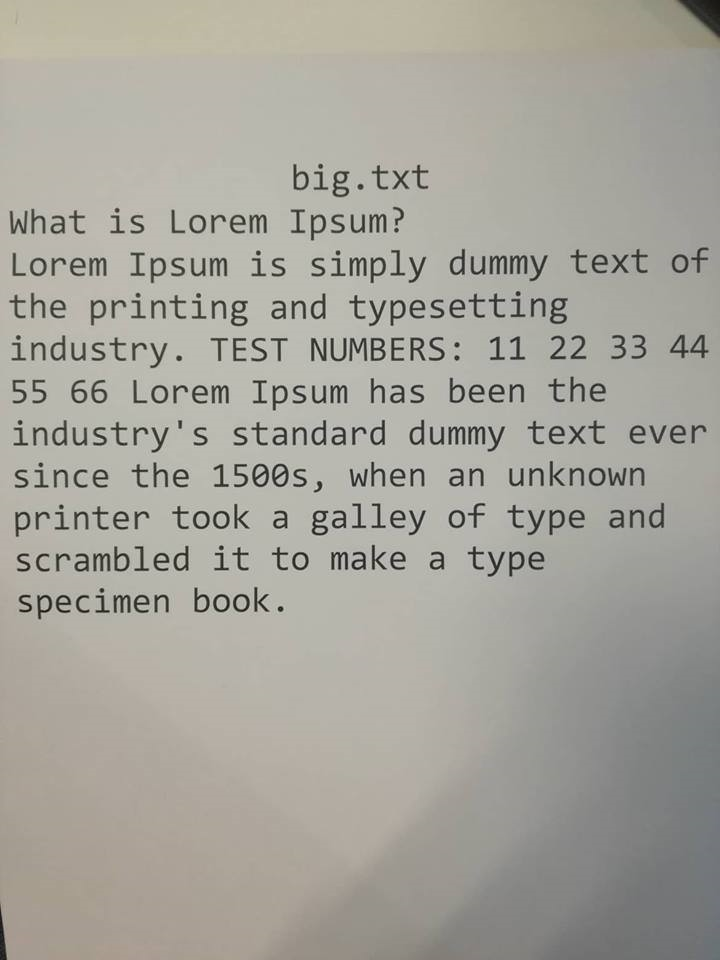 big.txt
What is Lorem Ipsum?
Lorem Ipsum is simply dummy text of
the printing and typesetting
industry. TEST NUMBERS: 11 22 33 44
55 66 Lorem Ipsum has been the
industry's standard dummy text ever
since the 1500s, when an unknown
printer took a galley of type and
scrambled it to make a type
specimen book.